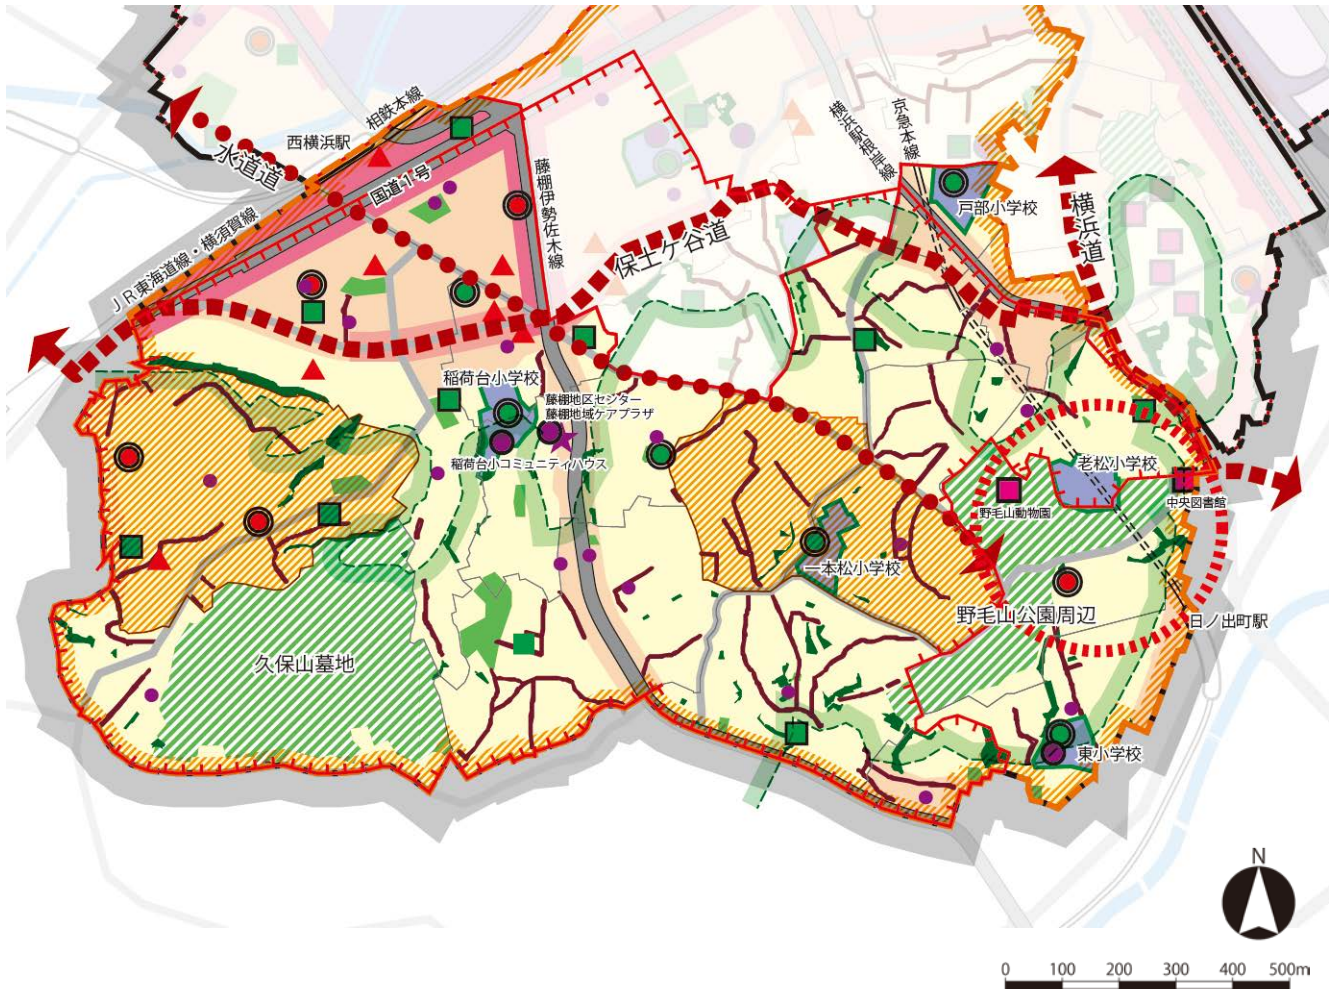 相鉄本線
西横浜駅
水道道
国道1号
JR東海道線・横須賀線
藤棚伊勢佐木線
保土ケ谷道
横浜駅根岸線
京急本線
戸部小学校
横浜道
稲荷台小学校
藤棚地区センター
藤棚地域ケアプラザ
稲荷台小コミュニティハウス
老松小学校
野毛山動物園
中央図書館
一本松小学校
野毛山公園周辺
日ノ出町駅
久保山墓地
東小学校
N
0 100 200 300 400 500m